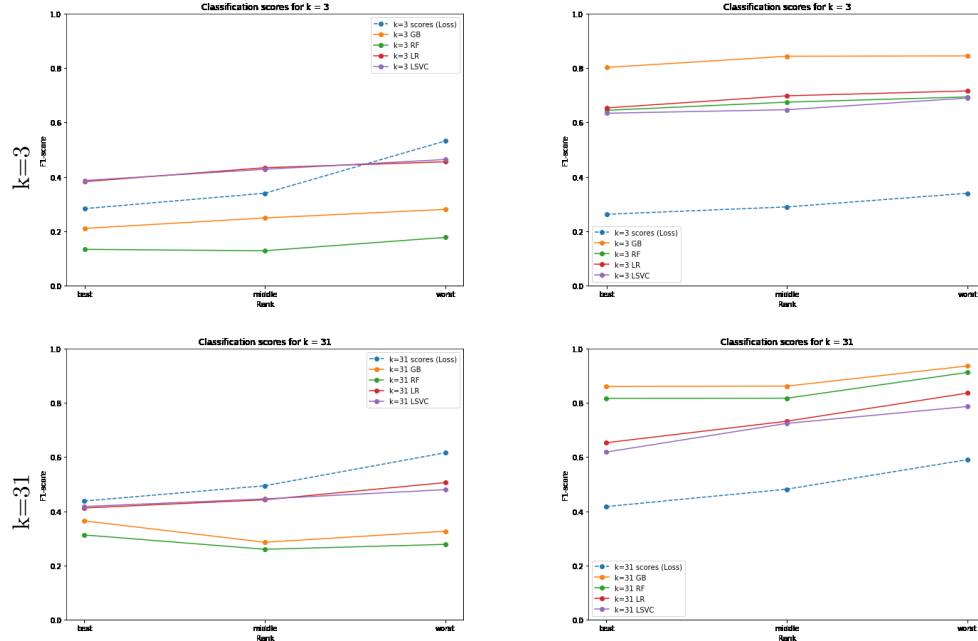 Classification scores for k = 3
k=3 scores (Loss)
k=3 GB
k=3 RF
k=3 LR
k=3 LSVC
1.0
0.8
0.6
0.4
0.2
0.0
F1-score
best
middle
worst
Rank
k=3
Classification scores for k = 3
1.0
0.8
0.6
0.4
0.2
0.0
F1-score
k=3 scores (Loss)
k=3 GB
k=3 RF
k=3 LR
k=3 LSVC
best
middle
worst
Rank
Classification scores for k = 31
k=31 scores (Loss)
k=31 GB
k=31 RF
k=31 LR
k=31 LSVC
1.0
0.8
0.6
0.4
0.2
0.0
F1-score
best
middle
worst
Rank
k=31
Classification scores for k = 31
1.0
0.8
0.6
0.4
0.2
0.0
F1-score
k=31 scores (Loss)
k=31 GB
k=31 RF
k=31 LR
k=31 LSVC
best
middle
worst
Rank